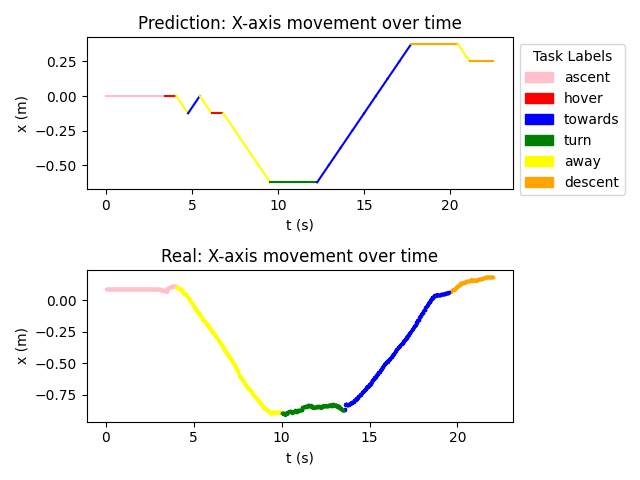 Prediction: X-axis movement over time
x (m)
0.25
0.00
−0.25
−0.50
0
5
10
15
20
t (s)
Task Labels
ascent
hover
towards
turn
away
descent
Real: X-axis movement over time
x (m)
0.00
−0.25
−0.50
−0.75
0
5
10
15
20
t (s)